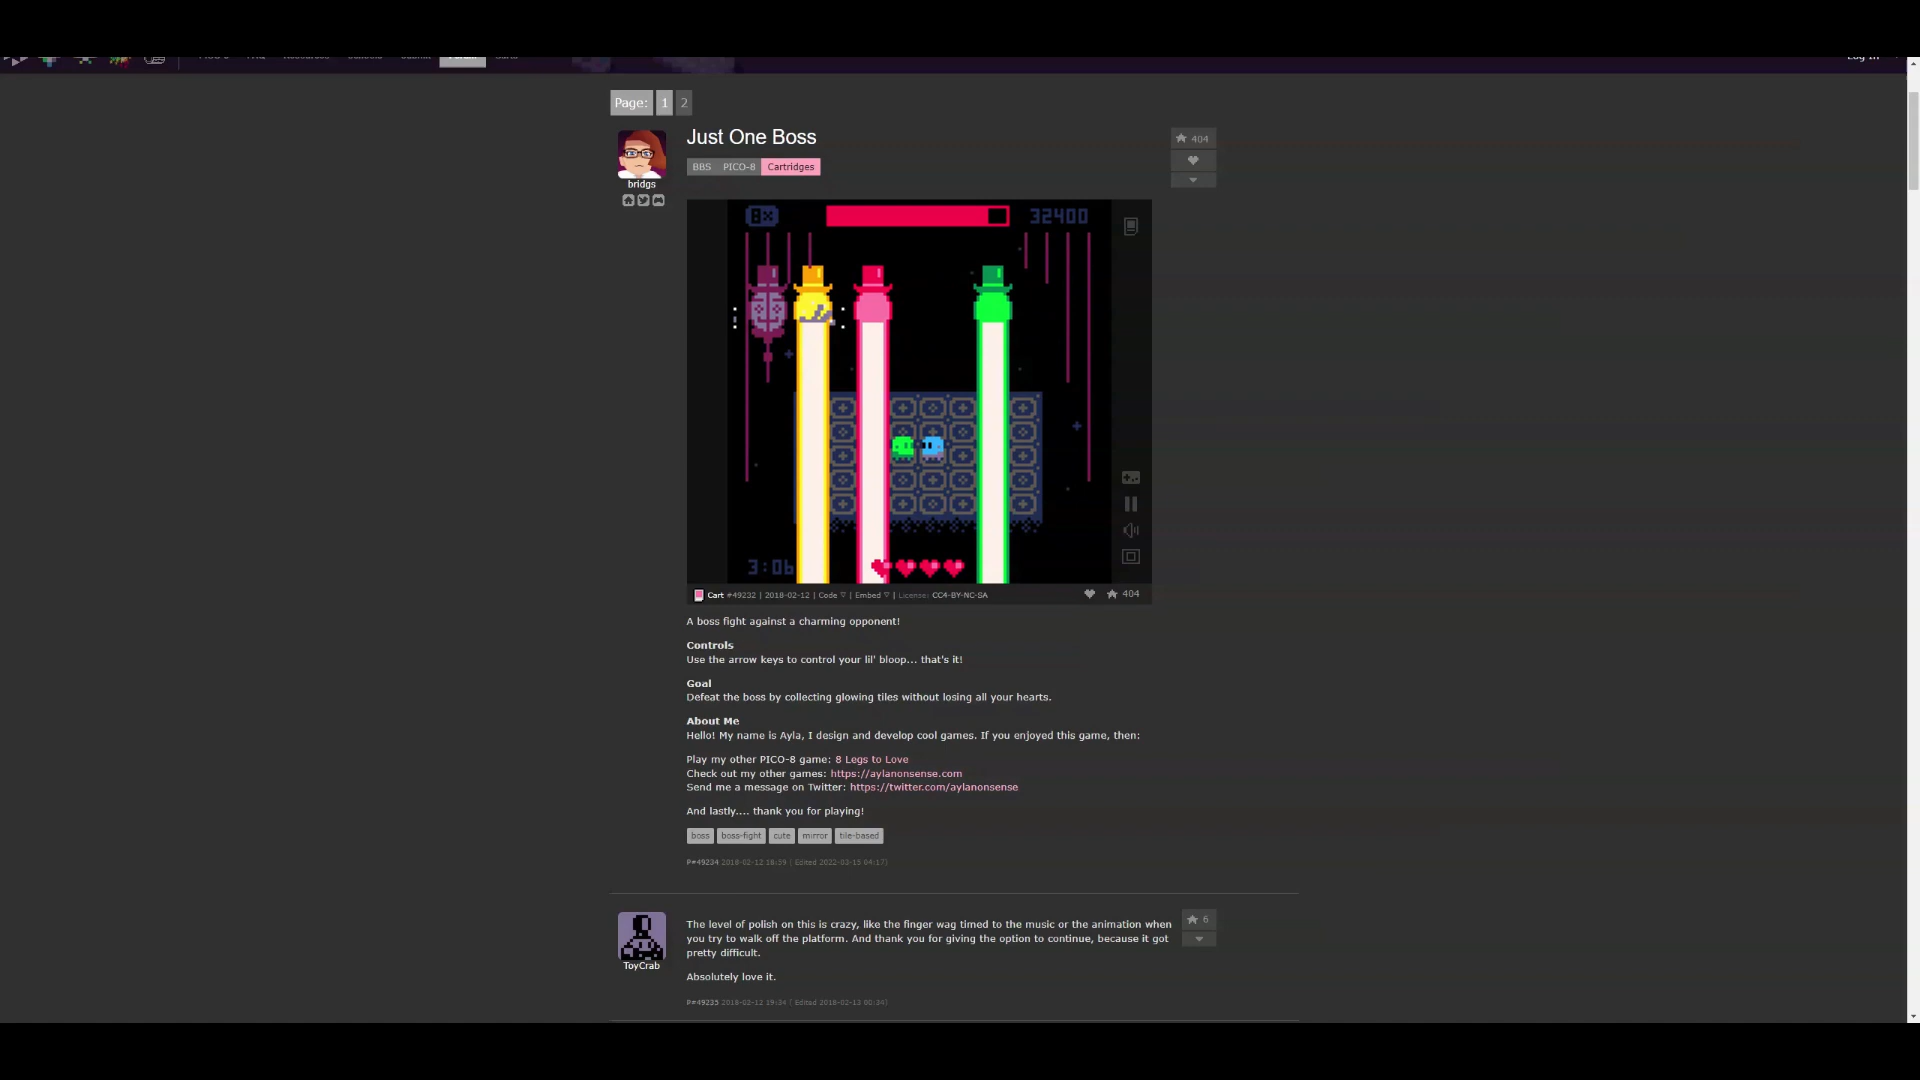 Log In
Page: 1 2
Just One Boss
404
BBS PICO-8 Cartridges
bridgs
8x
32400
3:06
Cart #49232 | 2018-02-12 | Code ▽ | Embed ▽ | License: CC4-BY-NC-SA
404
A boss fight against a charming opponent!
Controls
Use the arrow keys to control your lil' bloop... that's it!
Goal
Defeat the boss by collecting glowing tiles without losing all your hearts.
About Me
Hello! My name is Ayla, I design and develop cool games. If you enjoyed this game, then:
Play my other PICO-8 game: 8 Legs to Love
Check out my other games: https://aylanonsense.com
Send me a message on Twitter: https://twitter.com/aylanonsense
And lastly.... thank you for playing!
boss boss-fight cute mirror tile-based
P#49234 2018-02-12 18:59 ( Edited 2022-03-15 04:17)
The level of polish on this is crazy, like the finger wag timed to the music or the animation when
you try to walk off the platform. And thank you for giving the option to continue, because it got
pretty difficult.
6
ToyCrab
Absolutely love it.
P#49235 2018-02-12 19:34 ( Edited 2018-02-13 00:34)